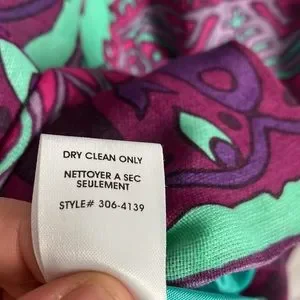 DRY CLEAN ONLY
NETTOYER A SEC
SEULEMENT
STYLE# 306-4139